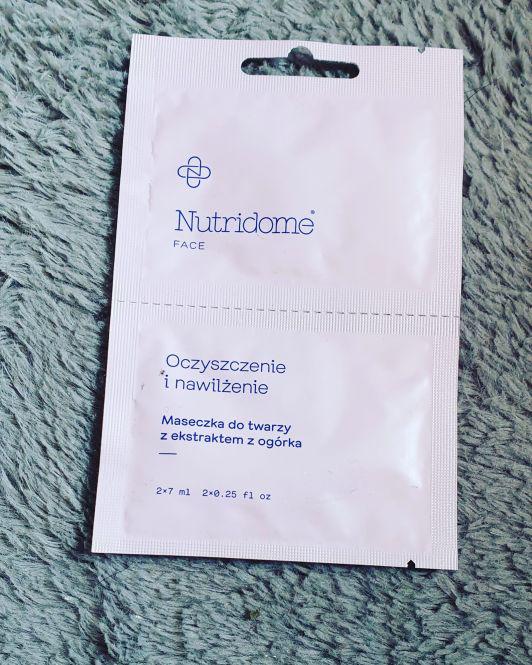 Nutridome®
FACE
Oczyszczenie
i nawilżenie
Maseczka do twarzy
z ekstraktem z ogórka
2×7 ml 2×0.25 fl oz